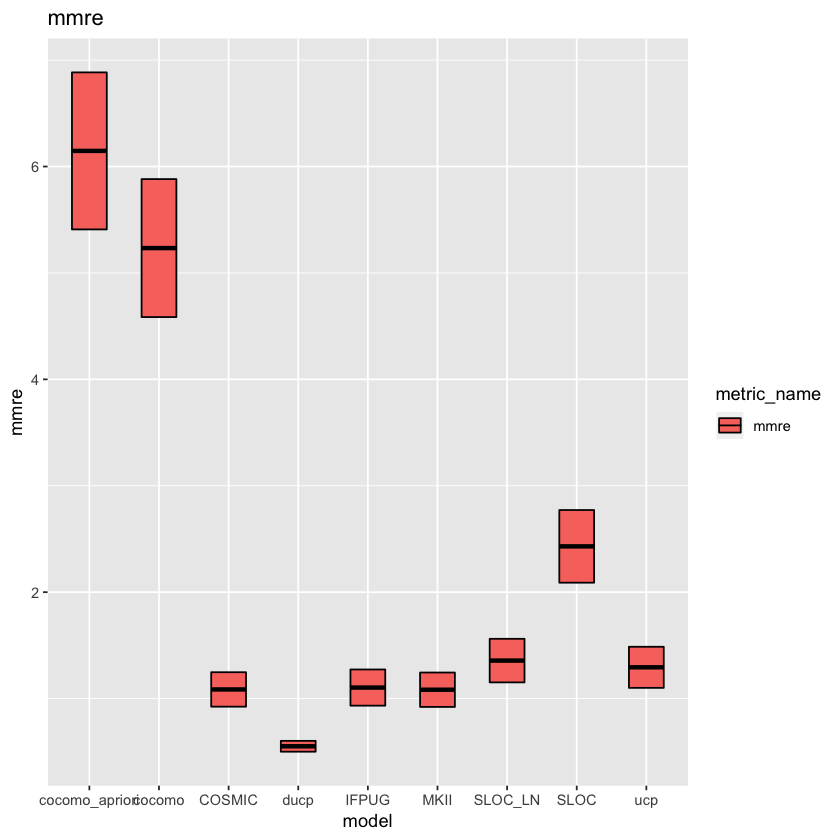 mmre
6
4
2
mmre
cocomo_apriori cocomo COSMIC ducp IFPUG MKII SLOC_LN SLOC ucp
model
metric_name
mmre